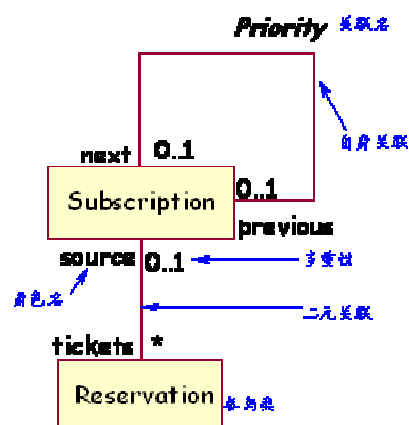 Priority 关联名
自身关联
next 0..1
0..1
Subscription
previous
source 0..1 多重性
角色名
二元关联
tickets *
Reservation 参与类